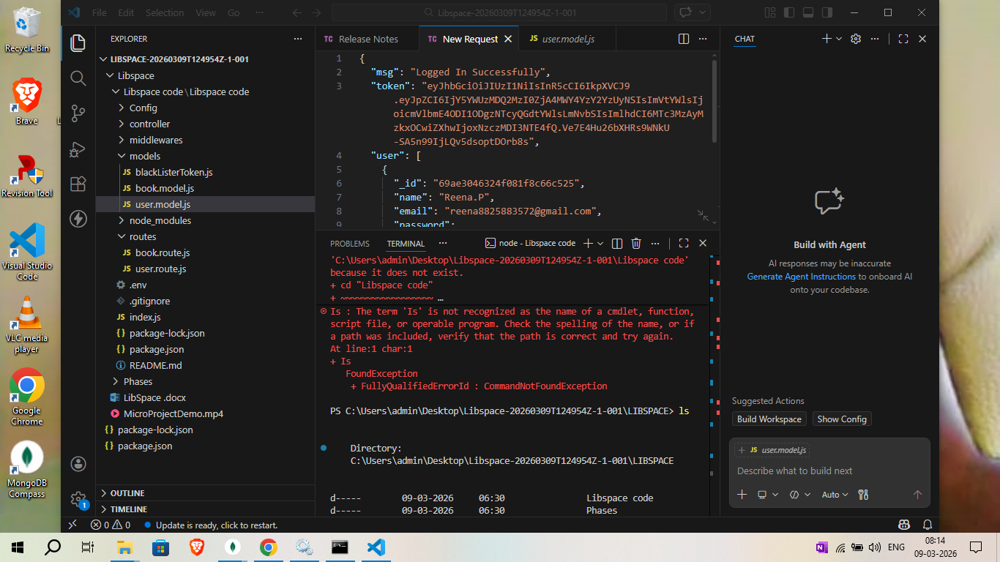 Recycle Bin
Brave
Revision Tool
Visual Studio
Code
VLC media
player
Google
Chrome
MongoDB
Compass
File Edit Selection View Go ···
Libspace-20260309T124954Z-1-001
EXPLORER
LIBSPACE-20260309T124954Z-1-001
Libspace
Libspace code\Libspace code
Config
controller
middlewares
models
JS blackListerToken.js
JS book.model.js
JS user.model.js
node_modules
routes
JS book.route.js
JS user.route.js
.env
.gitignore
JS index.js
{} package-lock.json
{} package.json
README.md
Phases
LibSpace .docx
MicroProjectDemo.mp4
{} package-lock.json
{} package.json
OUTLINE
TIMELINE
TC Release Notes
TC New Request
JS user.model.js
1 {
2 "msg": "Logged In Successfully",
3 "token": "eyJhbGciOiJIUzI1NiIsInR5cCI6IkpXVCJ9
.eyJpZCI6IjY5YWUzMDQ2MzI0ZjA4MWY4YzY2YzUyNSIsImVtYWlsIj
oicmVlbmE4ODI1ODgzNTcyQGdtYWlsLmNvbSIsImlhdCI6MTc3MzAyM
zkxOCwiZXhwIjoxNzczMDI3NTE4fQ.Ve7E4Hu26bXHRs9WNkU
-SA5n99IjLQv5dsoptDOrb8s",
4 "user": [
5 {
6 "_id": "69ae3046324f081f8c66c525",
7 "name": "Reena.P",
8 "email": "reena8825883572@gmail.com",
9 "password":
PROBLEMS TERMINAL ··· node - Libspace code
'C:\Users\admin\Desktop\Libspace-20260309T124954Z-1-001\Libspace code'
because it does not exist.
+ cd "Libspace code"
+ ~~~~~~~~~~~~~~~~~~ …
Is : The term 'Is' is not recognized as the name of a cmdlet, function,
script file, or operable program. Check the spelling of the name, or if
a path was included, verify that the path is correct and try again.
At line:1 char:1
+ Is
FoundException
+ FullyQualifiedErrorId : CommandNotFoundException
PS C:\Users\admin\Desktop\Libspace-20260309T124954Z-1-001\LIBSPACE> ls
Directory:
C:\Users\admin\Desktop\Libspace-20260309T124954Z-1-001\LIBSPACE
d----- 09-03-2026 06:30 Libspace code
d----- 09-03-2026 06:30 Phases
CHAT
Build with Agent
AI responses may be inaccurate
Generate Agent Instructions to onboard AI
onto your codebase.
Suggested Actions
Build Workspace
Show Config
+ JS user.model.js
Describe what to build next
Auto
1
0 0 Update is ready, click to restart.
ENG
08:14
09-03-2026